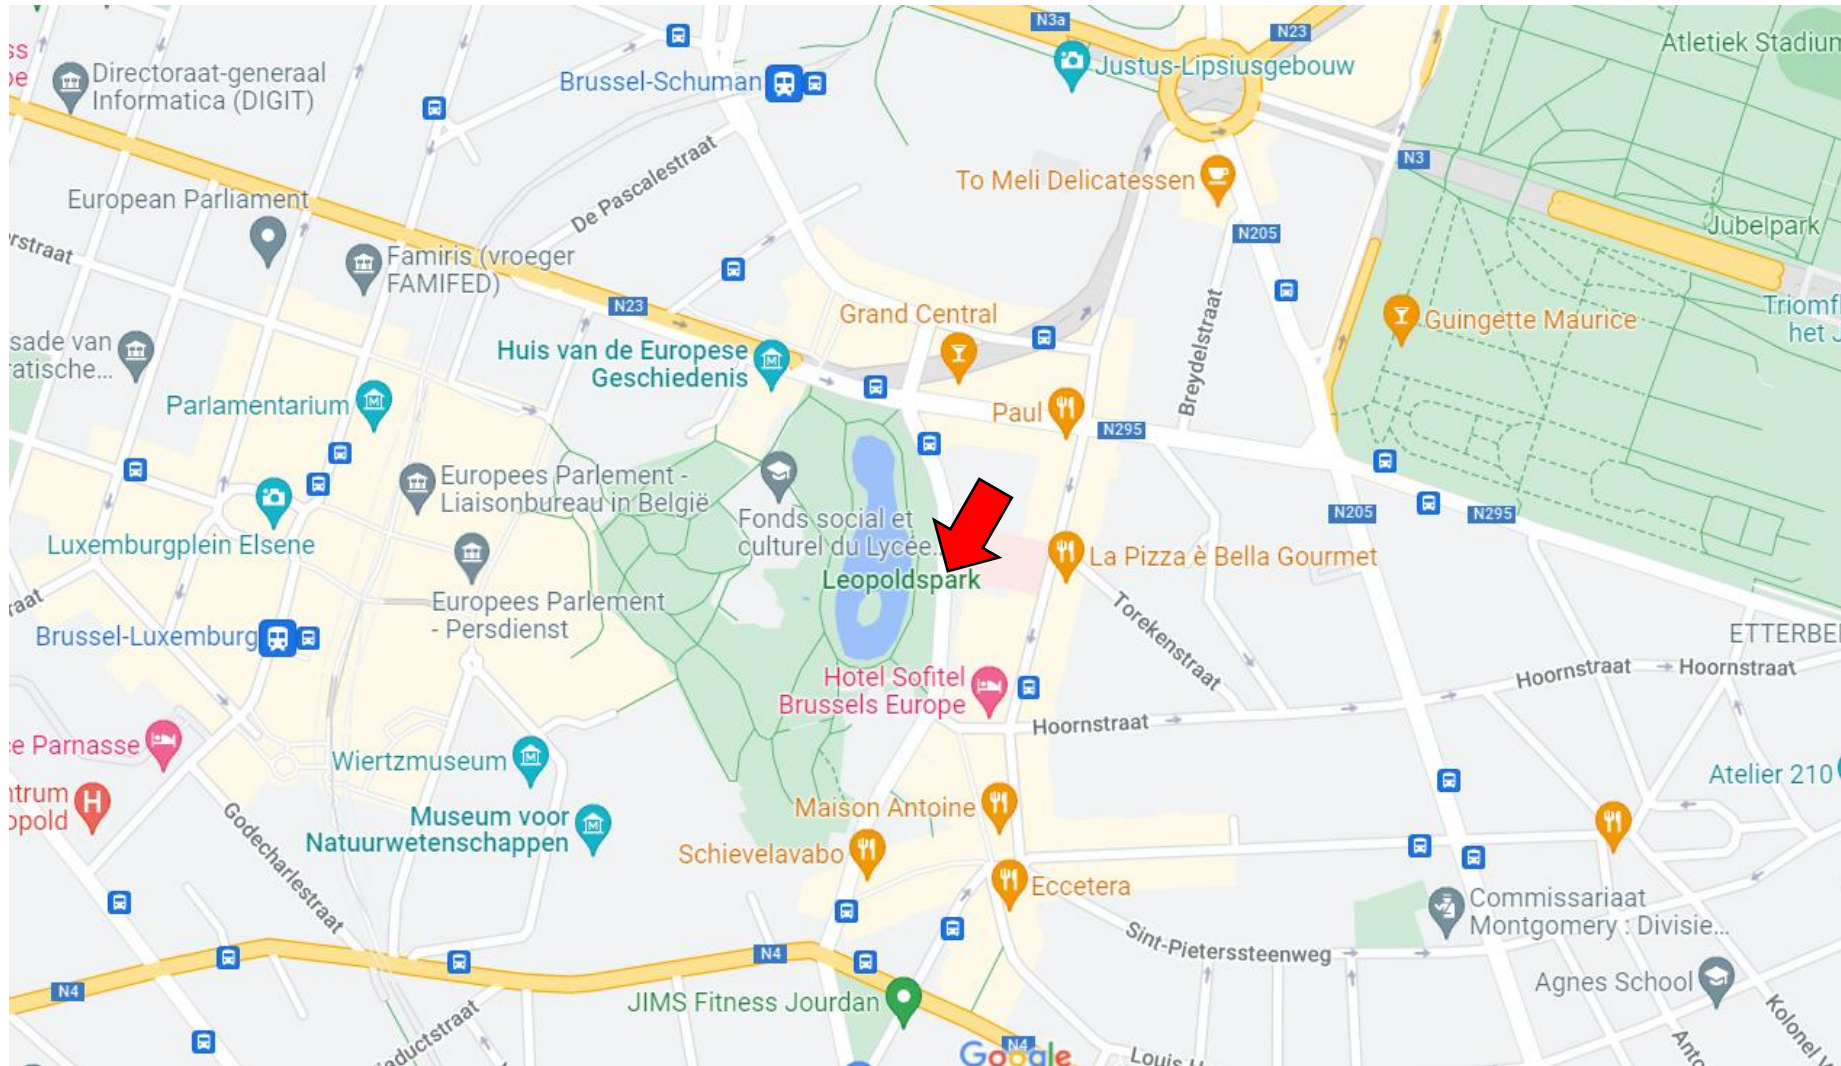 N3a
N23
Atletiek Stadium
Directoraat-generaal
Informatica (DIGIT)
Brussel-Schuman
Justus-Lipsiusgebouw
De Pascalestraat
N3
To Meli Delicatessen
European Parliament
Jubelpark
N205
Famiris (vroeger
FAMIFED)
N23
Grand Central
Breydelstraat
Guingette Maurice
Huis van de Europese
Geschiedenis
Parlamentarium
Paul
N295
Europees Parlement -
Liaisonbureau in België
Fonds social et
culturel du Lycée...
N205
N295
Luxemburgplein Elsene
La Pizza è Bella Gourmet
Leopoldspark
Europees Parlement
- Persdienst
Torekenstraat
Brussel-Luxemburg
Hoornstraat
Hoornstraat
Hotel Sofitel
Brussels Europe
Hoornstraat
Wiertzmuseum
Atelier 210
Maison Antoine
Museum voor
Natuurwetenschappen
Godecharlestraat
Schievelavabo
Eccetera
Commissariaat
Montgomery : Divisie...
Sint-Pieterssteenweg
N4
Agnes School
N4
JIMS Fitness Jourdan
N4
Google